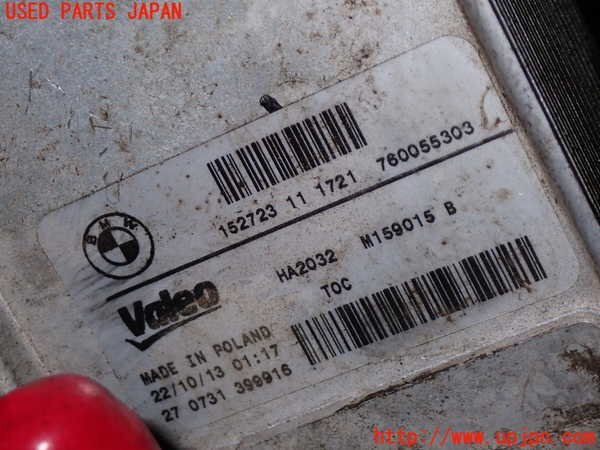 USED PARTS JAPAN
152723 11 1721 760055303
BMW
HA2032 M159015 B
TOC
Valeo
MADE IN POLAND
22/10/13 01:17
27 0731 399916
http://www.upjpn.com